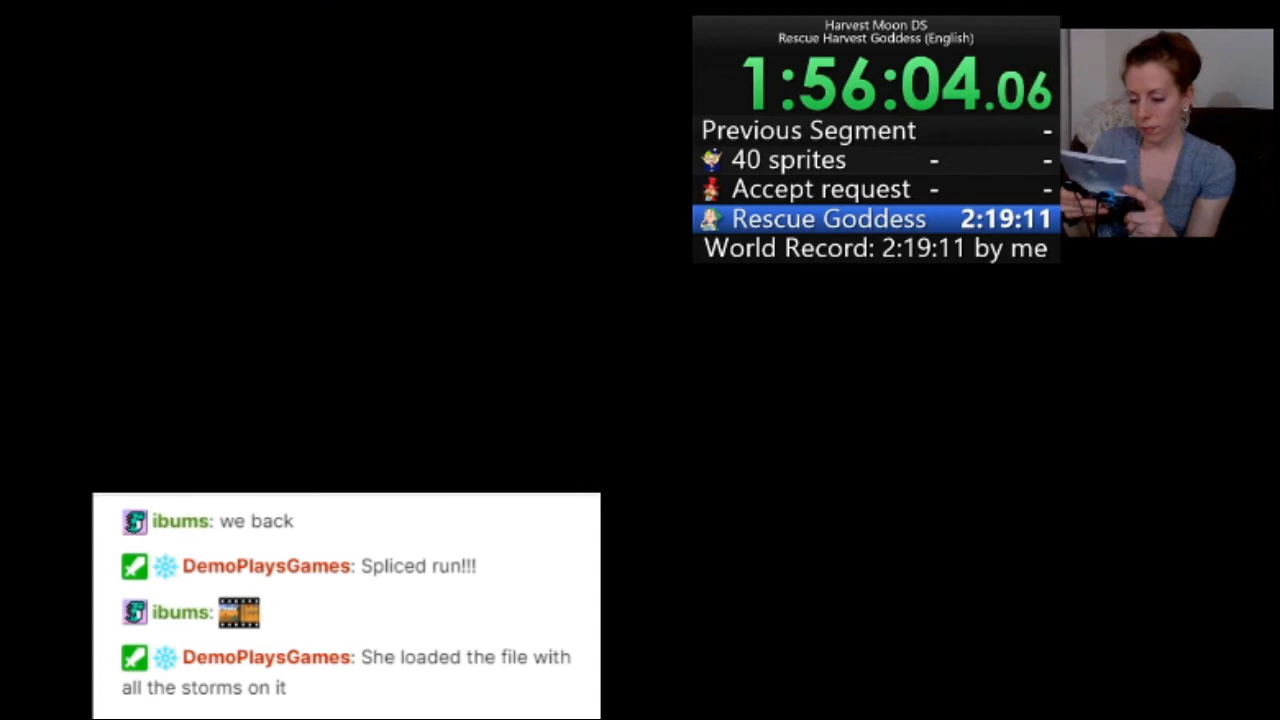 Harvest Moon DS
Rescue Harvest Goddess (English)
1:56:04.06
Previous Segment -
40 sprites - -
Accept request - -
Rescue Goddess 2:19:11
World Record: 2:19:11 by me
ibums: we back
DemoPlaysGames: Spliced run!!!
ibums:
DemoPlaysGames: She loaded the file with
all the storms on it